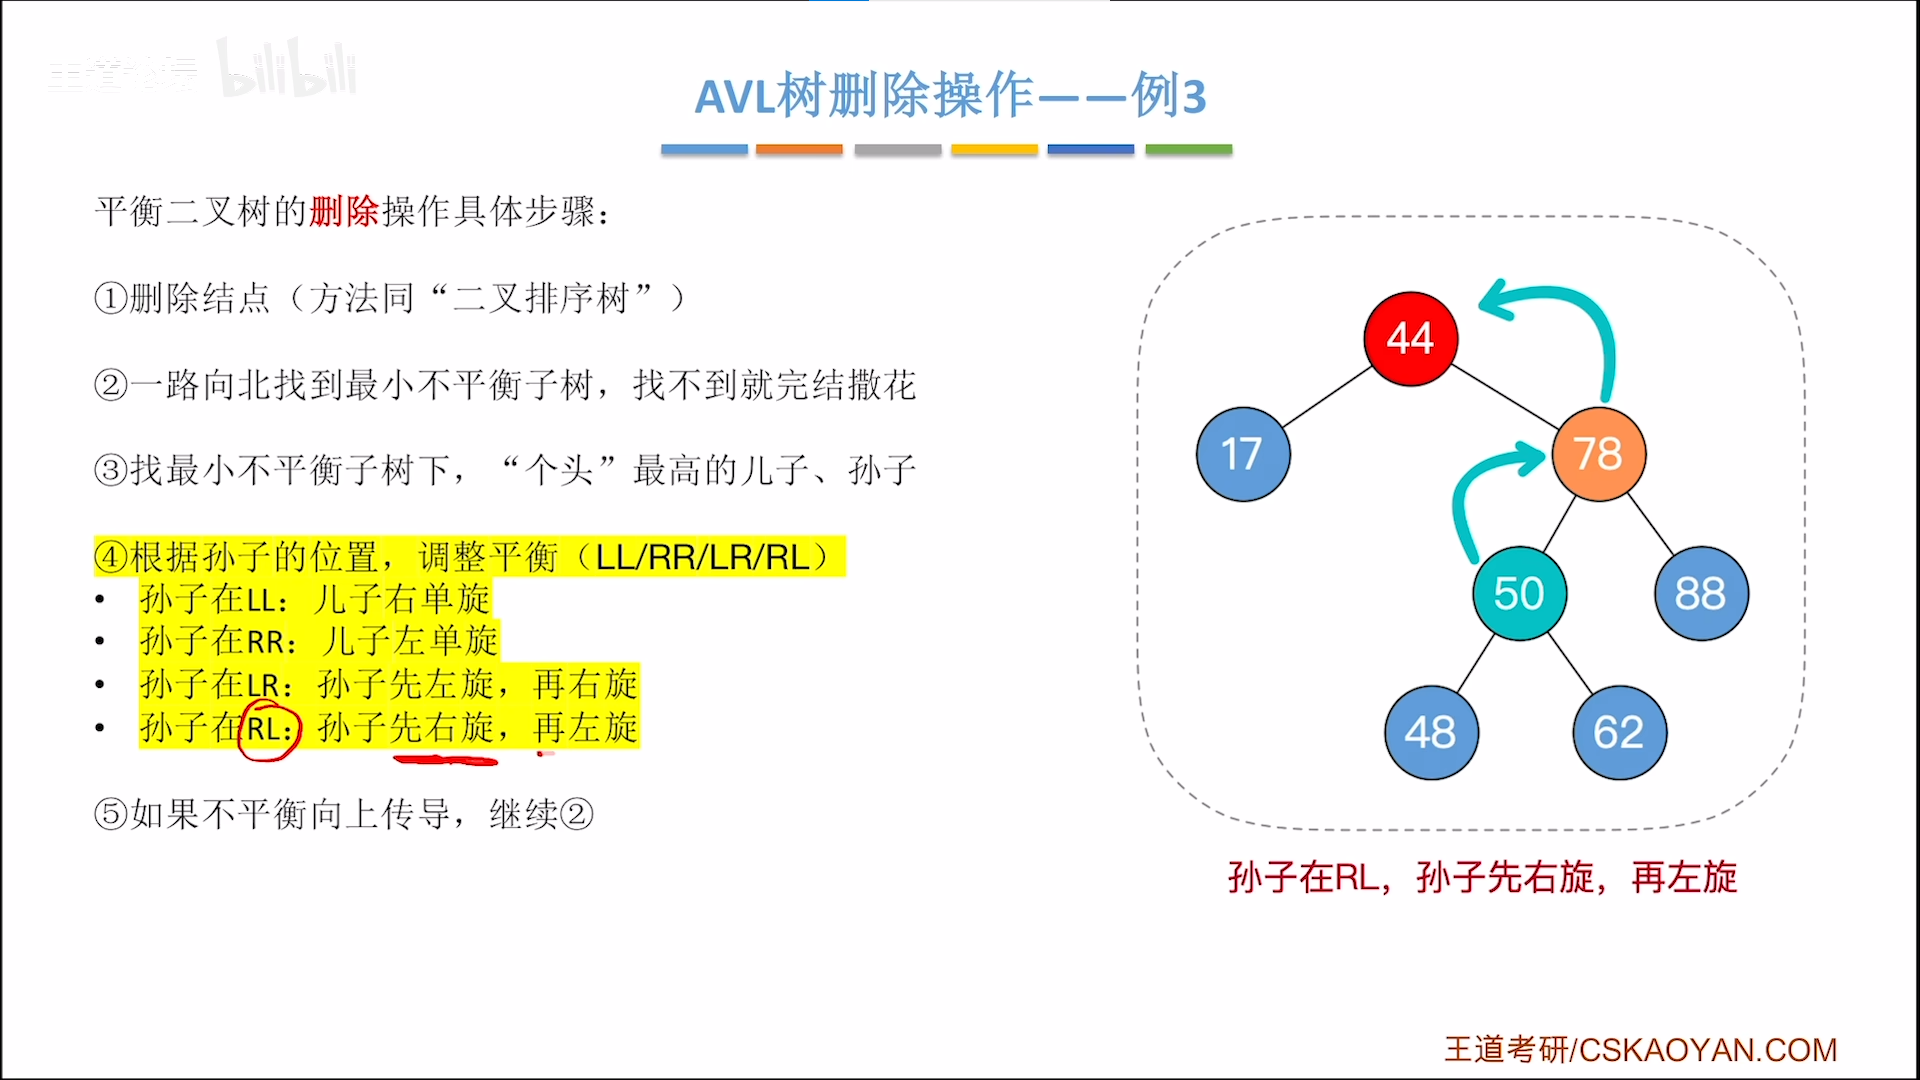 王道论坛 bilibili
AVL树删除操作——例3
平衡二叉树的删除操作具体步骤：
①删除结点（方法同“二叉排序树”）
②一路向北找到最小不平衡子树，找不到就完结撒花
③找最小不平衡子树下，“个头”最高的儿子、孙子
④根据孙子的位置，调整平衡（LL/RR/LR/RL）
• 孙子在LL：儿子右单旋
• 孙子在RR：儿子左单旋
• 孙子在LR：孙子先左旋，再右旋
• 孙子在RL：孙子先右旋，再左旋
⑤如果不平衡向上传导，继续②
44
17
78
50
88
48
62
孙子在RL，孙子先右旋，再左旋
王道考研/CSKAOYAN.COM